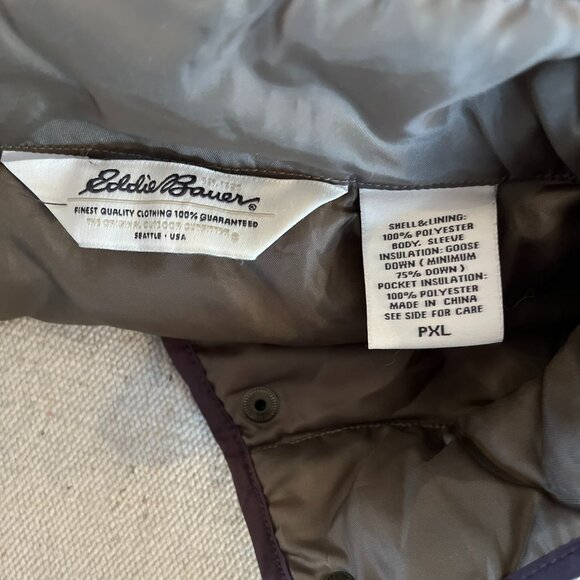 Eddie Bauer®
FINEST QUALITY CLOTHING 100% GUARANTEED
THE ORIGINAL OUTDOOR OUTFITTER®
SEATTLE · USA
SHELL&LINING:
100% POLYESTER
BODY, SLEEVE
INSULATION: GOOSE
DOWN (MINIMUM
75% DOWN)
POCKET INSULATION:
100% POLYESTER
MADE IN CHINA
SEE SIDE FOR CARE
PXL